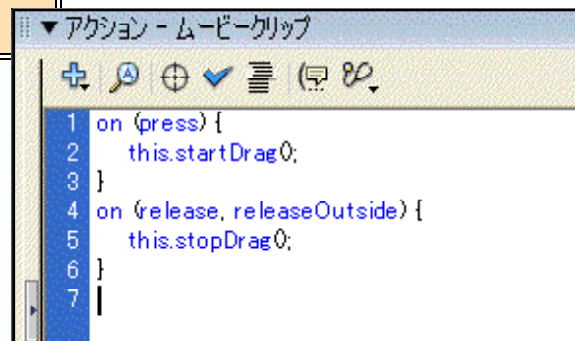 ▼ アクション - ムービークリップ
1 on (press) {
2 this.startDrag();
3 }
4 on (release, releaseOutside) {
5 this.stopDrag();
6 }
7